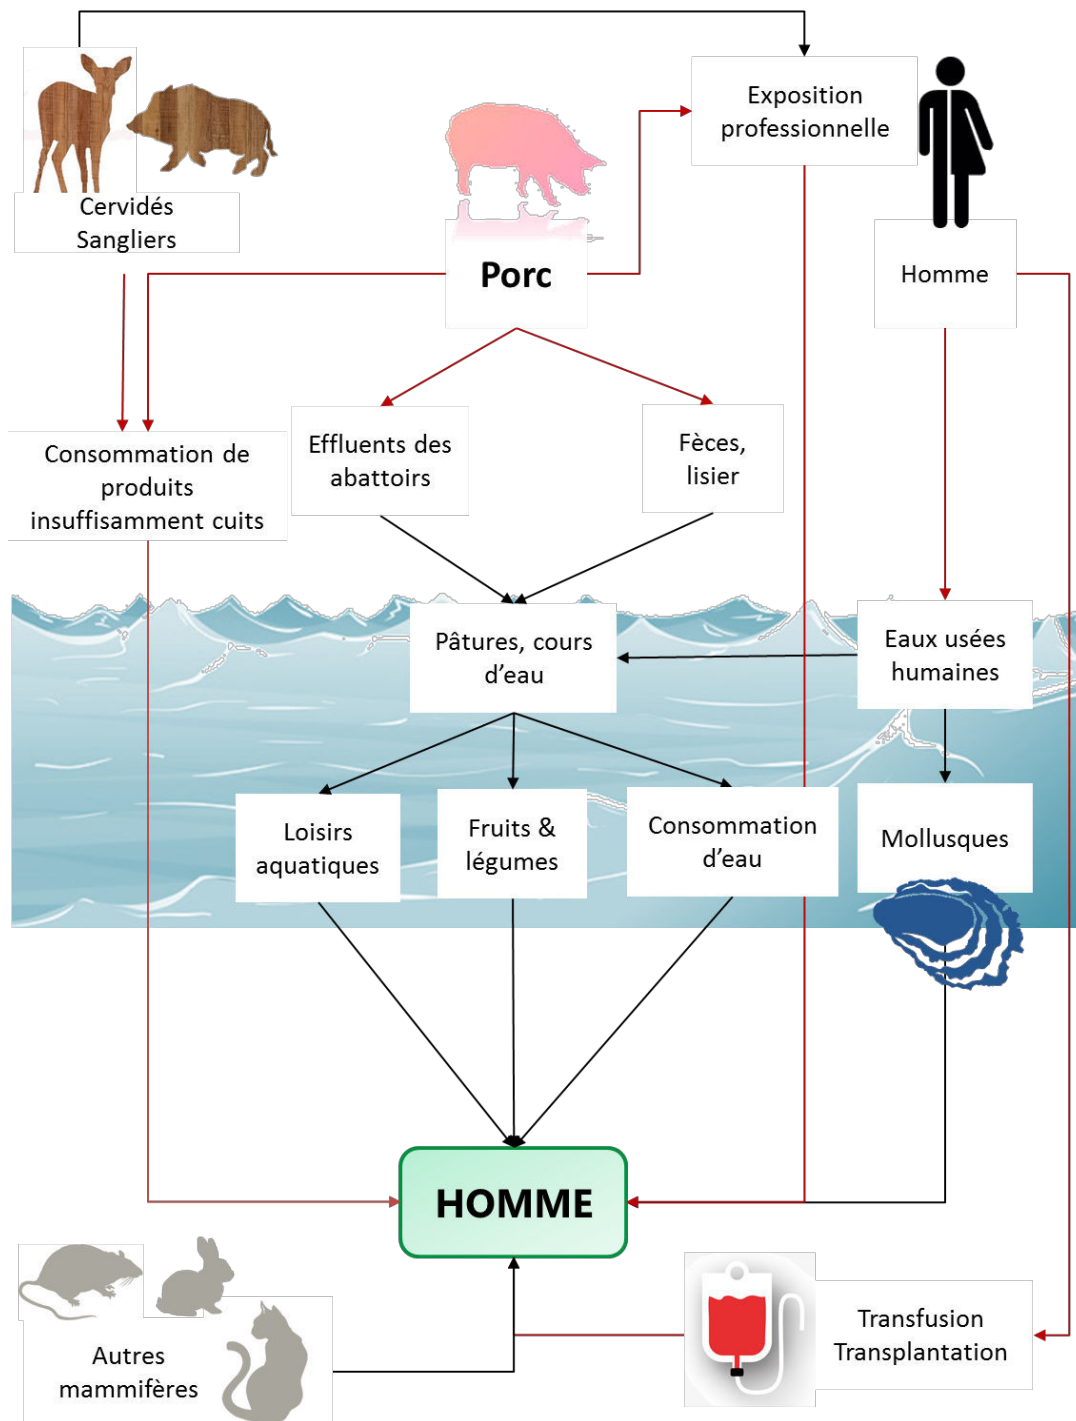 Exposition
professionnelle
Cervidés
Sangliers
Porc
Homme
Consommation de
produits
insuffisamment cuits
Effluents des
abattoirs
Fèces,
lisier
Pâtures, cours
d’eau
Eaux usées
humaines
Loisirs
aquatiques
Fruits &
légumes
Consommation
d’eau
Mollusques
HOMME
Autres
mammifères
Transfusion
Transplantation